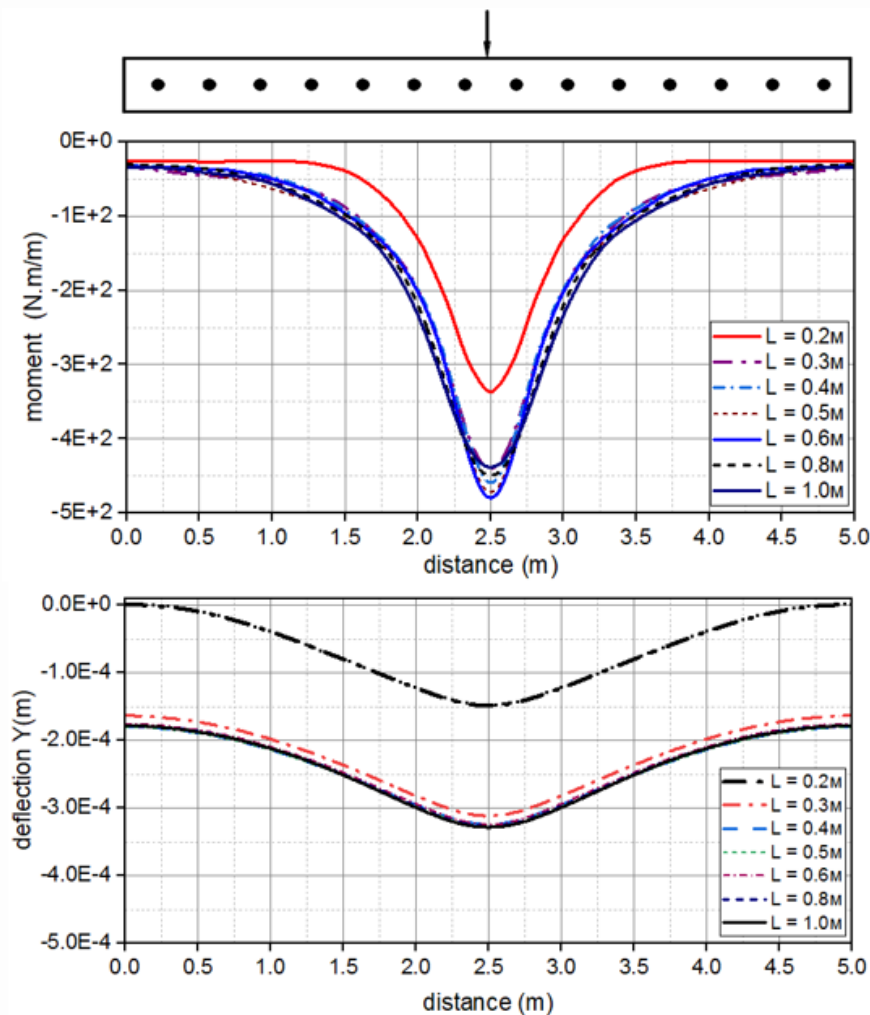 0E+0
-1E+2
-2E+2
-3E+2
-4E+2
-5E+2
moment (N.m/m)
L = 0.2м
L = 0.3м
L = 0.4м
L = 0.5м
L = 0.6м
L = 0.8м
L = 1.0м
0.0 0.5 1.0 1.5 2.0 2.5 3.0 3.5 4.0 4.5 5.0
distance (m)
0.0E+0
-1.0E-4
-2.0E-4
-3.0E-4
-4.0E-4
-5.0E-4
deflection Y(m)
L = 0.2м
L = 0.3м
L = 0.4м
L = 0.5м
L = 0.6м
L = 0.8м
L = 1.0м
0.0 0.5 1.0 1.5 2.0 2.5 3.0 3.5 4.0 4.5 5.0
distance (m)